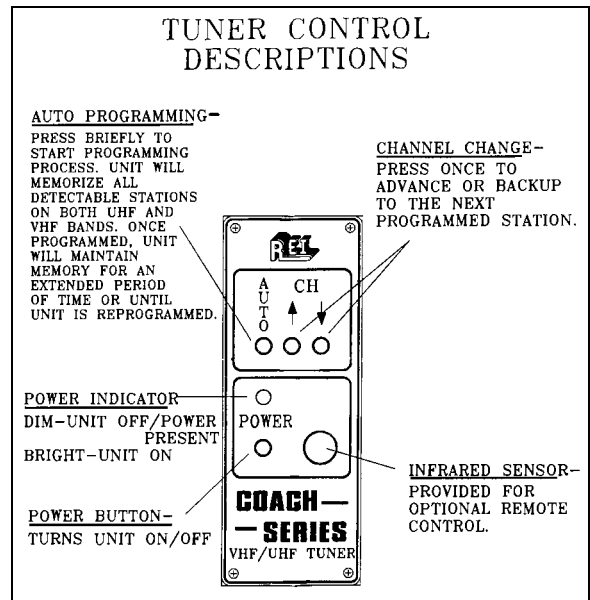 TUNER CONTROL
DESCRIPTIONS
AUTO PROGRAMMING-
PRESS BRIEFLY TO
START PROGRAMMING
PROCESS. UNIT WILL
MEMORIZE ALL
DETECTABLE STATIONS
ON BOTH UHF AND
VHF BANDS. ONCE
PROGRAMMED, UNIT
WILL MAINTAIN
MEMORY FOR AN
EXTENDED PERIOD
OF TIME OR UNTIL
UNIT IS REPROGRAMMED.
CHANNEL CHANGE-
PRESS ONCE TO
ADVANCE OR BACKUP
TO THE NEXT
PROGRAMMED STATION.
REI
AUTO
CH
POWER INDICATOR
DIM-UNIT OFF/POWER
PRESENT
BRIGHT-UNIT ON
POWER
POWER BUTTON-
TURNS UNIT ON/OFF
INFRARED SENSOR-
PROVIDED FOR
OPTIONAL REMOTE
CONTROL.
COACH-
-SERIES
VHF/UHF TUNER